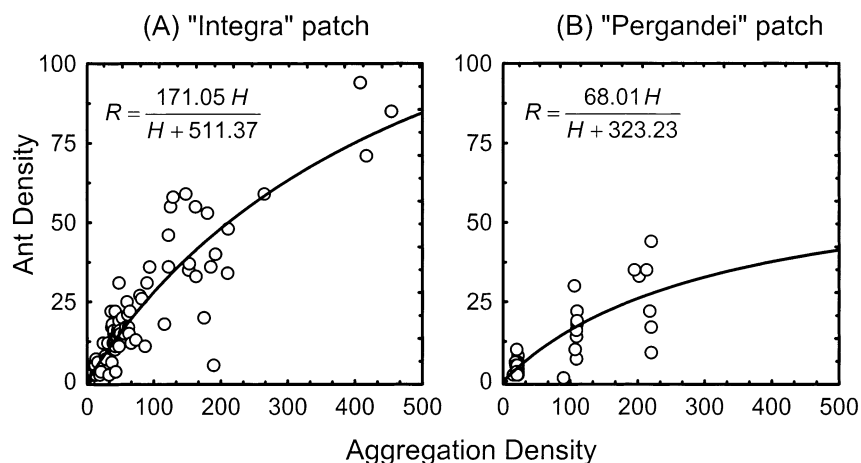 (A) "Integra" patch
(B) "Pergandei" patch
Ant Density
100
75
50
25
0
R = 171.05 H / H + 511.37
0 100 200 300 400 500
100
75
50
25
0
R = 68.01 H / H + 323.23
0 100 200 300 400 500
Aggregation Density